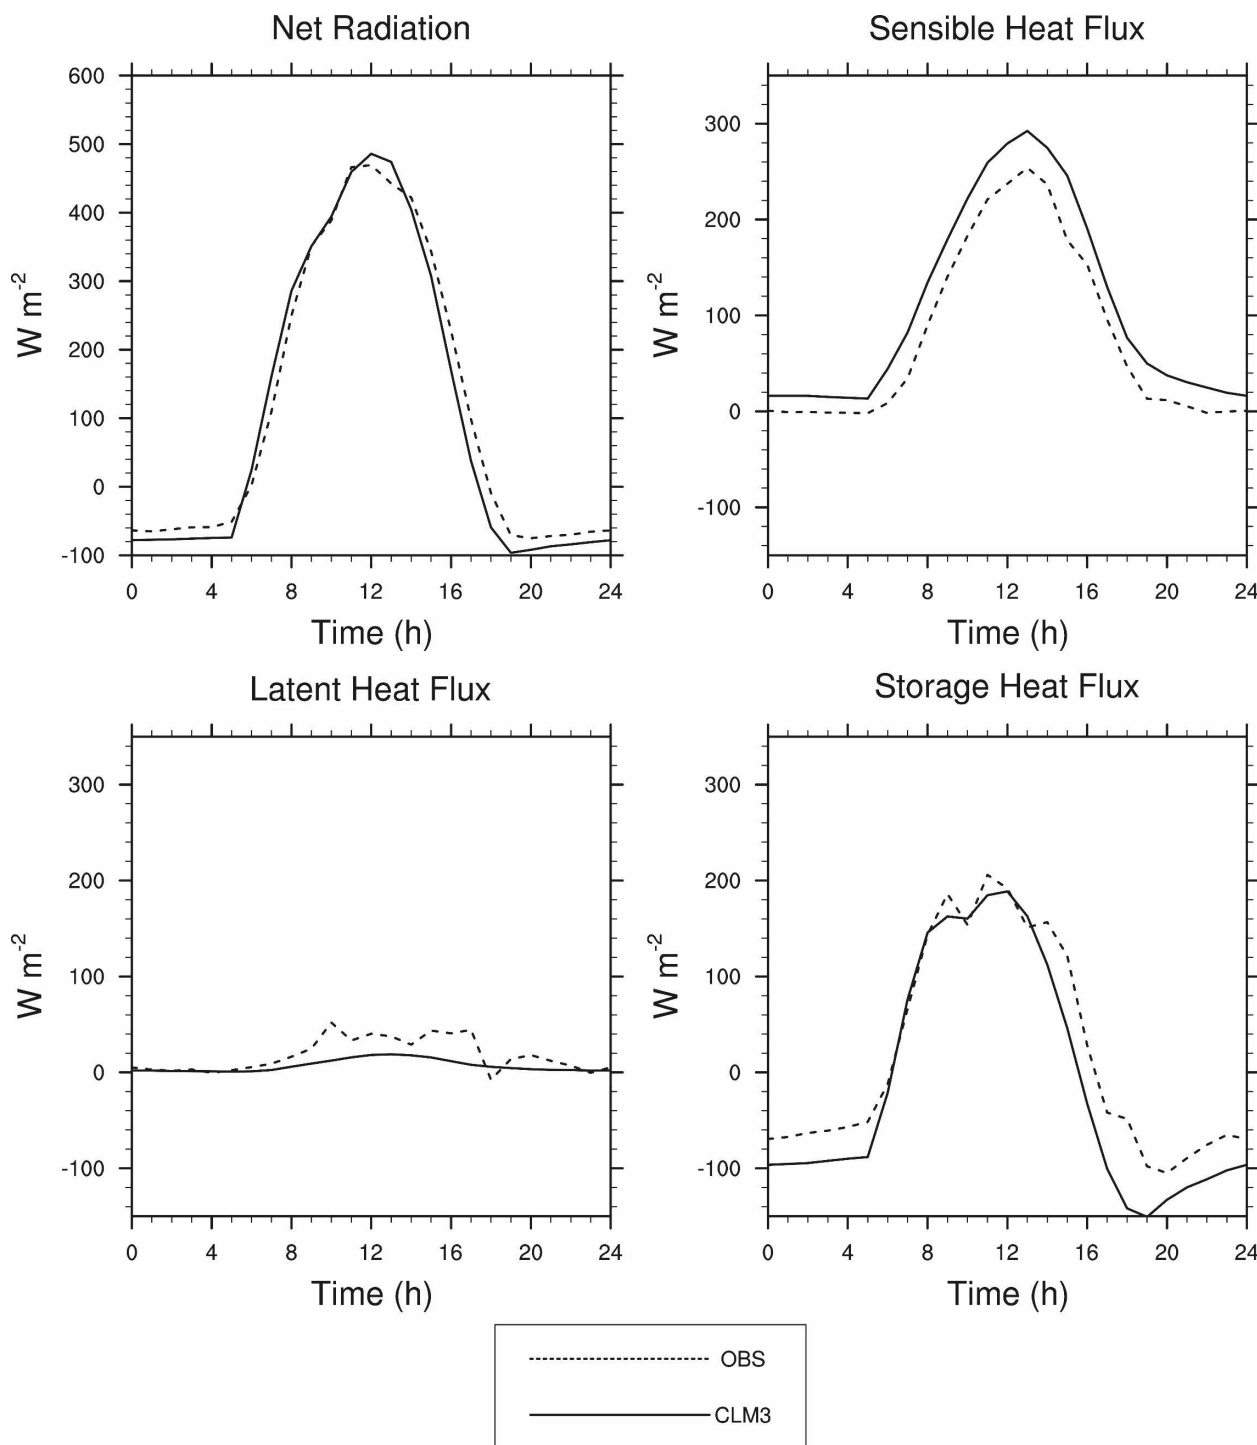 Net Radiation
600
500
400
300
200
100
0
-100
W m-2
0 4 8 12 16 20 24
Time (h)
Sensible Heat Flux
300
200
100
0
-100
W m-2
0 4 8 12 16 20 24
Time (h)
Latent Heat Flux
300
200
100
0
-100
W m-2
0 4 8 12 16 20 24
Time (h)
Storage Heat Flux
300
200
100
0
-100
W m-2
0 4 8 12 16 20 24
Time (h)
OBS
CLM3